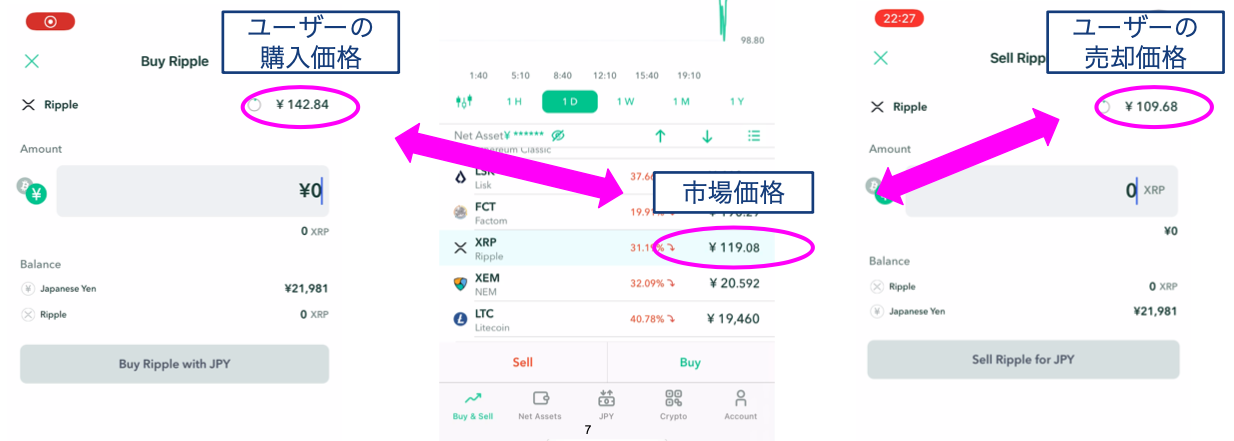 ユーザーの
購入価格
Buy Ripple
Ripple
¥ 142.84
Amount
¥0
0 XRP
Balance
Japanese Yen
¥21,981
Ripple
0 XRP
Buy Ripple with JPY
98.80
1:40 5:10 8:40 12:10 15:40 19:10
1 H 1 D 1 W 1 M 1 Y
Net Asset¥ ******
Ethereum Classic
LSK
Lisk
37.66
市場価格
FCT
Factom
19.91%
XRP
Ripple
31.19%
¥ 119.08
XEM
NEM
32.09%
¥ 20.592
LTC
Litecoin
40.78%
¥ 19,460
Sell
Buy
Buy & Sell
Net Assets
JPY
Crypto
Account
7
22:27
ユーザーの
売却価格
Sell Ripp
Ripple
¥ 109.68
Amount
0 XRP
¥0
Balance
Ripple
0 XRP
Japanese Yen
¥21,981
Sell Ripple for JPY